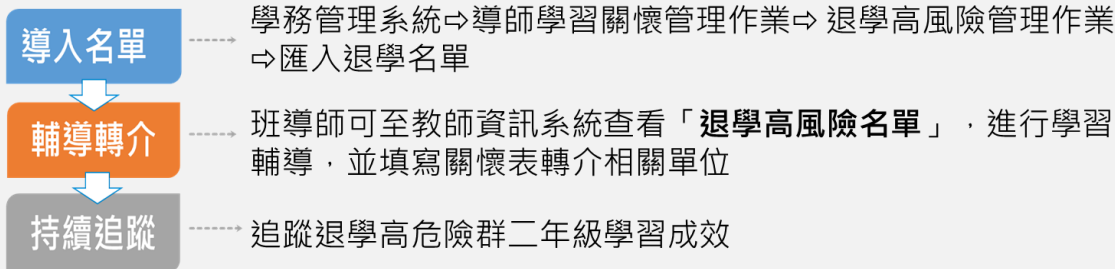 導入名單
學務管理系統⇨導師學習關懷管理作業⇨ 退學高風險管理作業
⇨匯入退學名單
輔導轉介
班導師可至教師資訊系統查看「退學高風險名單」，進行學習
輔導，並填寫關懷表轉介相關單位
持續追蹤
追蹤退學高危險群二年級學習成效